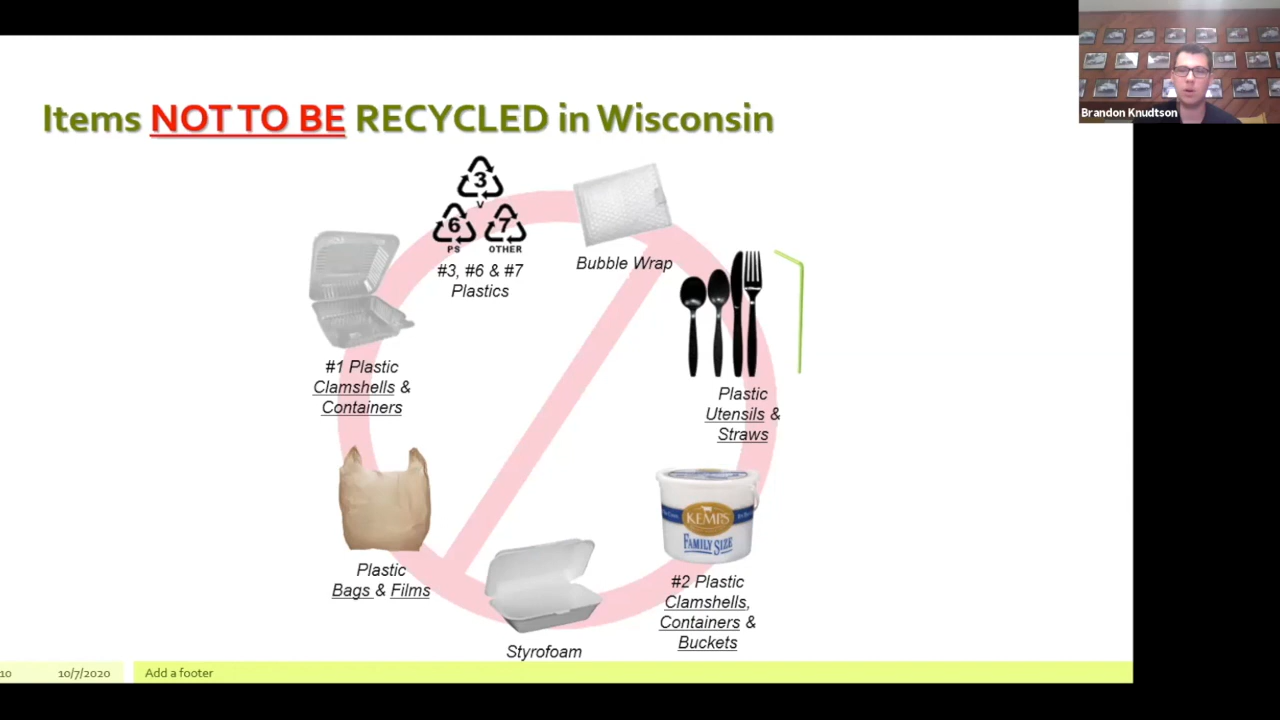 Brandon Knudtson
Items NOT TO BE RECYCLED in Wisconsin
3
V
6
7
PS
OTHER
#3, #6 & #7
Plastics
Bubble Wrap
#1 Plastic
Clamshells &
Containers
Plastic
Utensils &
Straws
KEMPS
FAMILY SIZE
Plastic
Bags & Films
#2 Plastic
Clamshells,
Containers &
Buckets
Styrofoam
10
10/7/2020
Add a footer